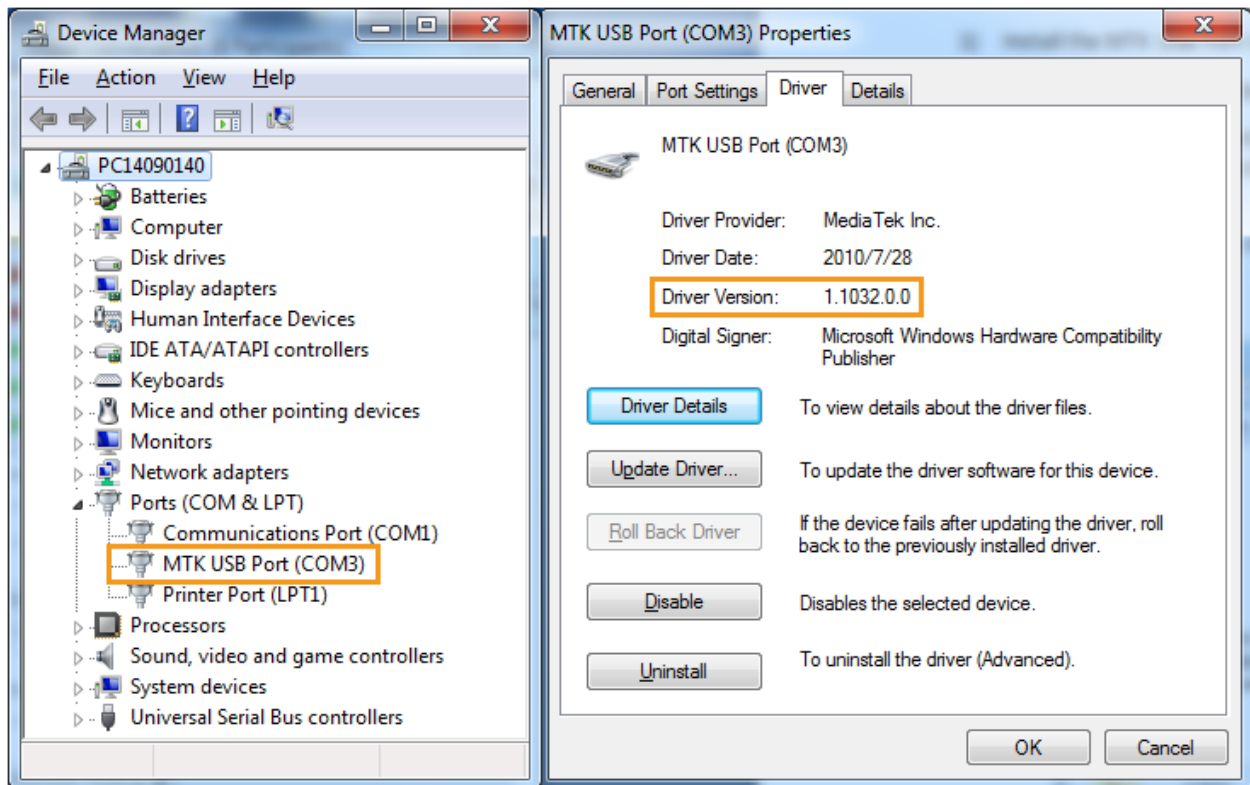 Device Manager
File Action View Help
PC14090140
Batteries
Computer
Disk drives
Display adapters
Human Interface Devices
IDE ATA/ATAPI controllers
Keyboards
Mice and other pointing devices
Monitors
Network adapters
Ports (COM & LPT)
Communications Port (COM1)
MTK USB Port (COM3)
Printer Port (LPT1)
Processors
Sound, video and game controllers
System devices
Universal Serial Bus controllers
MTK USB Port (COM3) Properties
General Port Settings Driver Details
MTK USB Port (COM3)
Driver Provider: MediaTek Inc.
Driver Date: 2010/7/28
Driver Version: 1.1032.0.0
Digital Signer: Microsoft Windows Hardware Compatibility
Publisher
Driver Details To view details about the driver files.
Update Driver... To update the driver software for this device.
Roll Back Driver If the device fails after updating the driver, roll
back to the previously installed driver.
Disable Disables the selected device.
Uninstall To uninstall the driver (Advanced).
OK Cancel